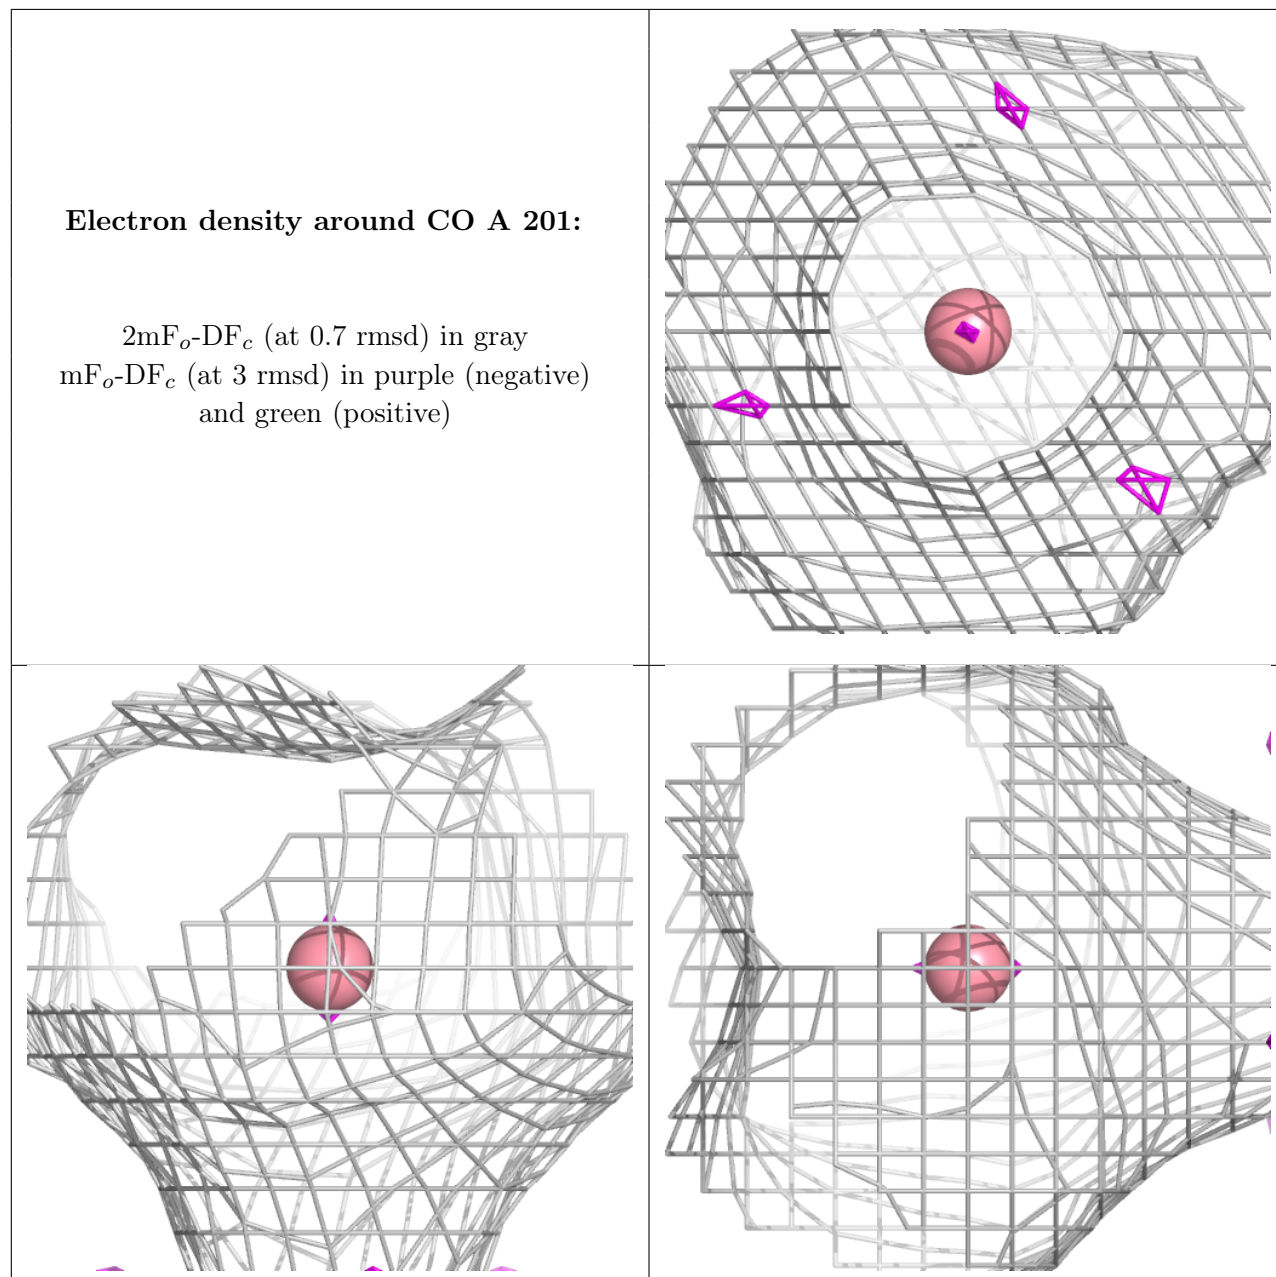 Electron density around CO A 201:
2mFo-DFc (at 0.7 rmsd) in gray
mFo-DFc (at 3 rmsd) in purple (negative)
and green (positive)